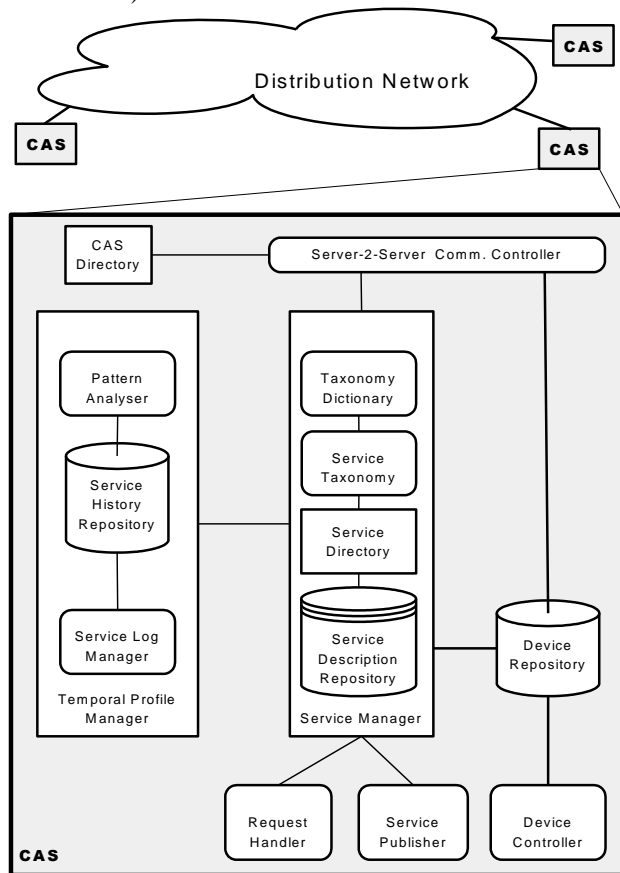 )
CAS
Distribution Network
CAS
CAS
CAS
Directory
Server-2-Server Comm. Controller
Pattern
Analyser
Service
History
Repository
Service Log
Manager
Temporal Profile
Manager
Taxonomy
Dictionary
Service
Taxonomy
Service
Directory
Service
Description
Repository
Service Manager
Device
Repository
Request
Handler
Service
Publisher
Device
Controller
CAS